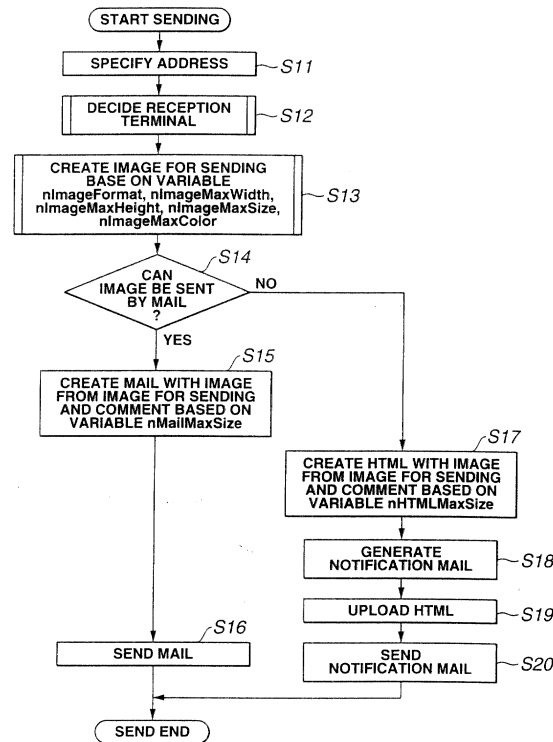 START SENDING
SPECIFY ADDRESS
S11
DECIDE RECEPTION
TERMINAL
S12
CREATE IMAGE FOR SENDING
BASE ON VARIABLE
nImageFormat, nImageMaxWidth,
nImageMaxHeight, nImageMaxSize,
nImageMaxColor
S13
S14
CAN
IMAGE BE SENT
BY MAIL
?
NO
YES
S15
CREATE MAIL WITH IMAGE
FROM IMAGE FOR SENDING
AND COMMENT BASED ON
VARIABLE nMailMaxSize
S17
CREATE HTML WITH IMAGE
FROM IMAGE FOR SENDING
AND COMMENT BASED ON
VARIABLE nHTMLMaxSize
GENERATE
NOTIFICATION MAIL
S18
UPLOAD HTML
S19
S16
SEND MAIL
SEND
NOTIFICATION MAIL
S20
SEND END